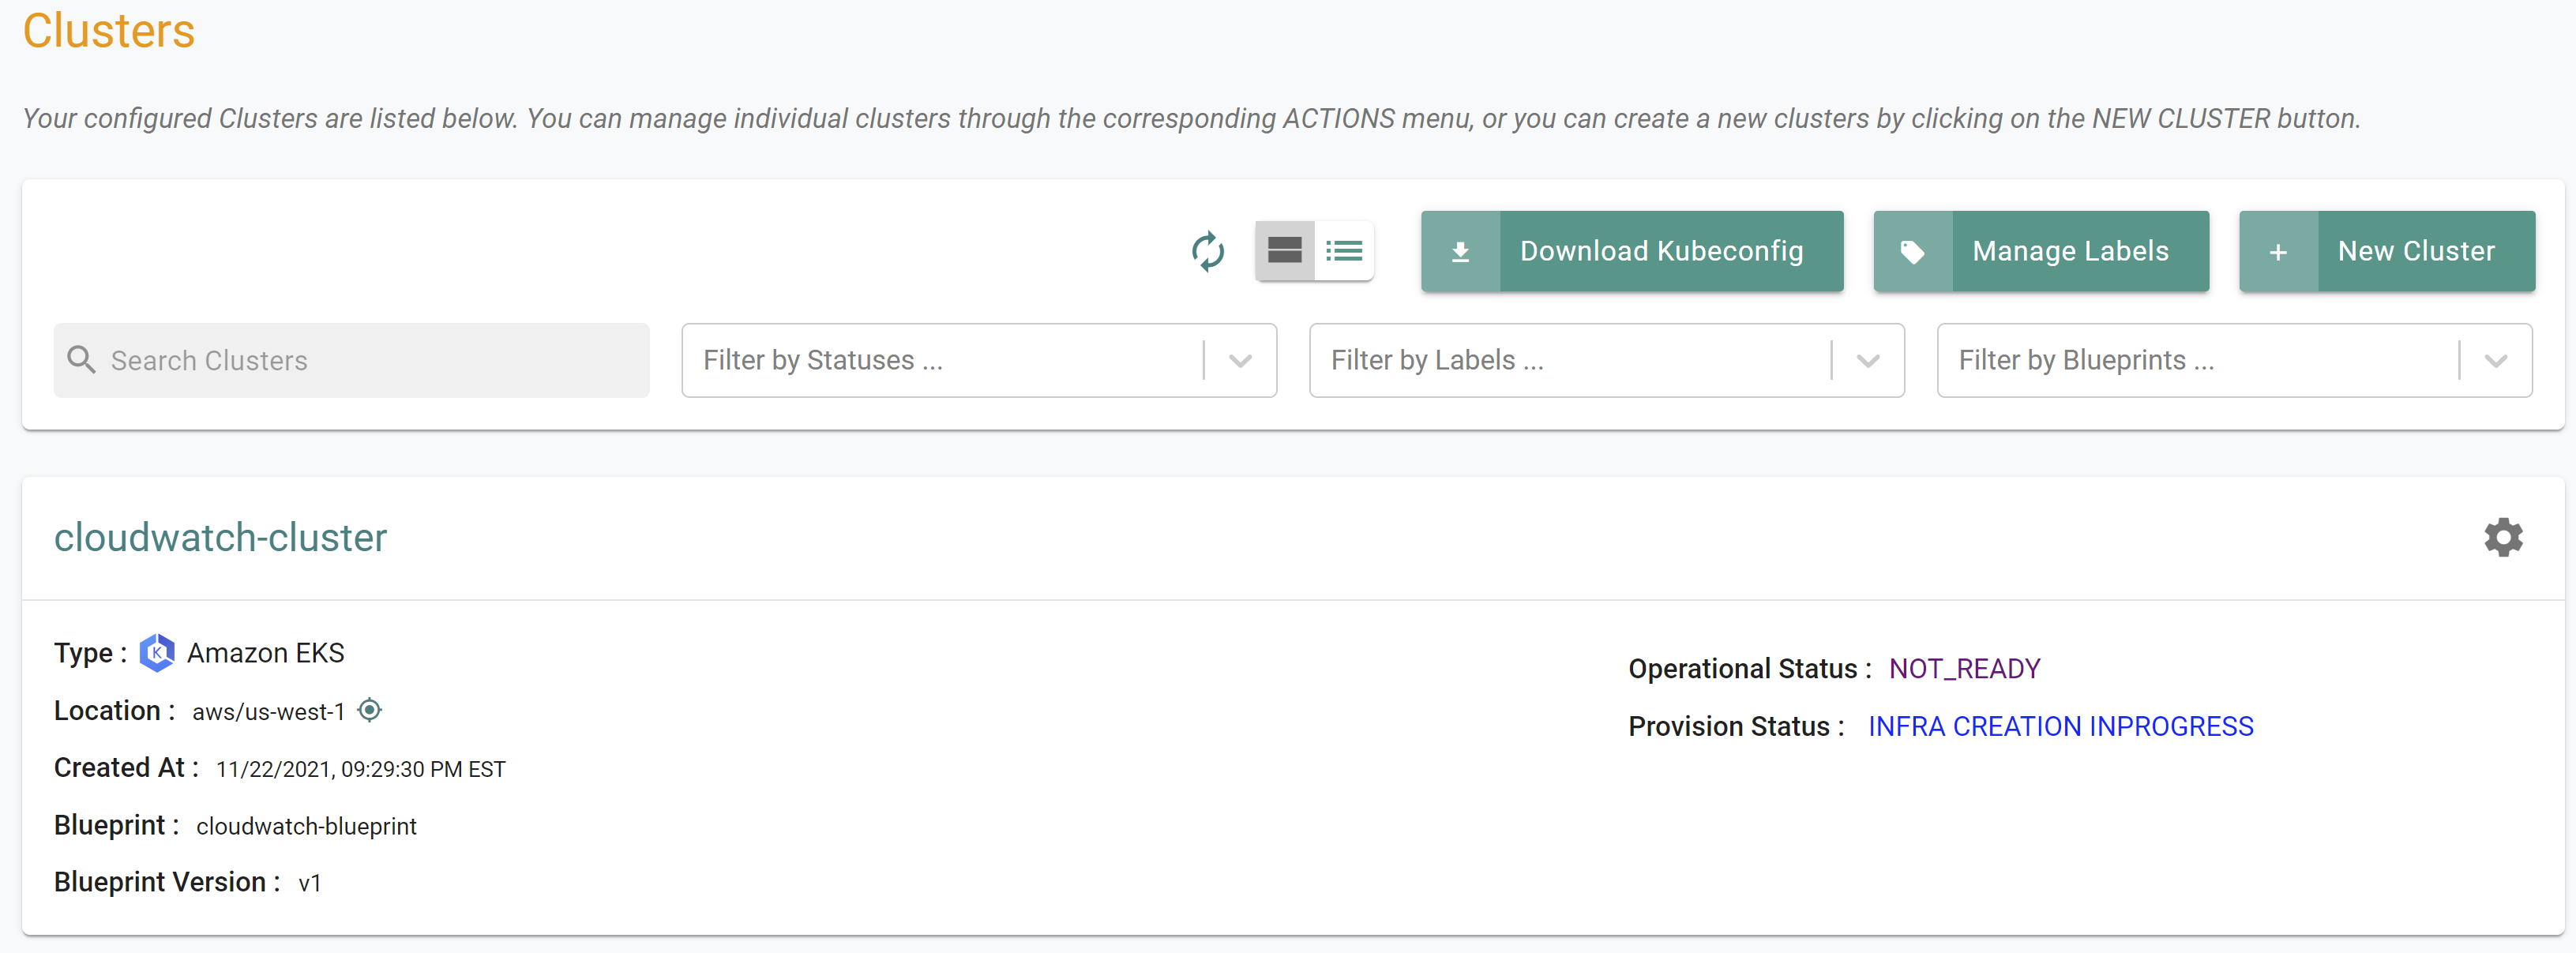 Clusters
Your configured Clusters are listed below. You can manage individual clusters through the corresponding ACTIONS menu, or you can create a new clusters by clicking on the NEW CLUSTER button.
Download Kubeconfig
Manage Labels
+ New Cluster
Search Clusters
Filter by Statuses ...
Filter by Labels ...
Filter by Blueprints ...
cloudwatch-cluster
Type : K Amazon EKS
Location : aws/us-west-1
Created At : 11/22/2021, 09:29:30 PM EST
Blueprint : cloudwatch-blueprint
Blueprint Version : v1
Operational Status : NOT_READY
Provision Status : INFRA CREATION INPROGRESS